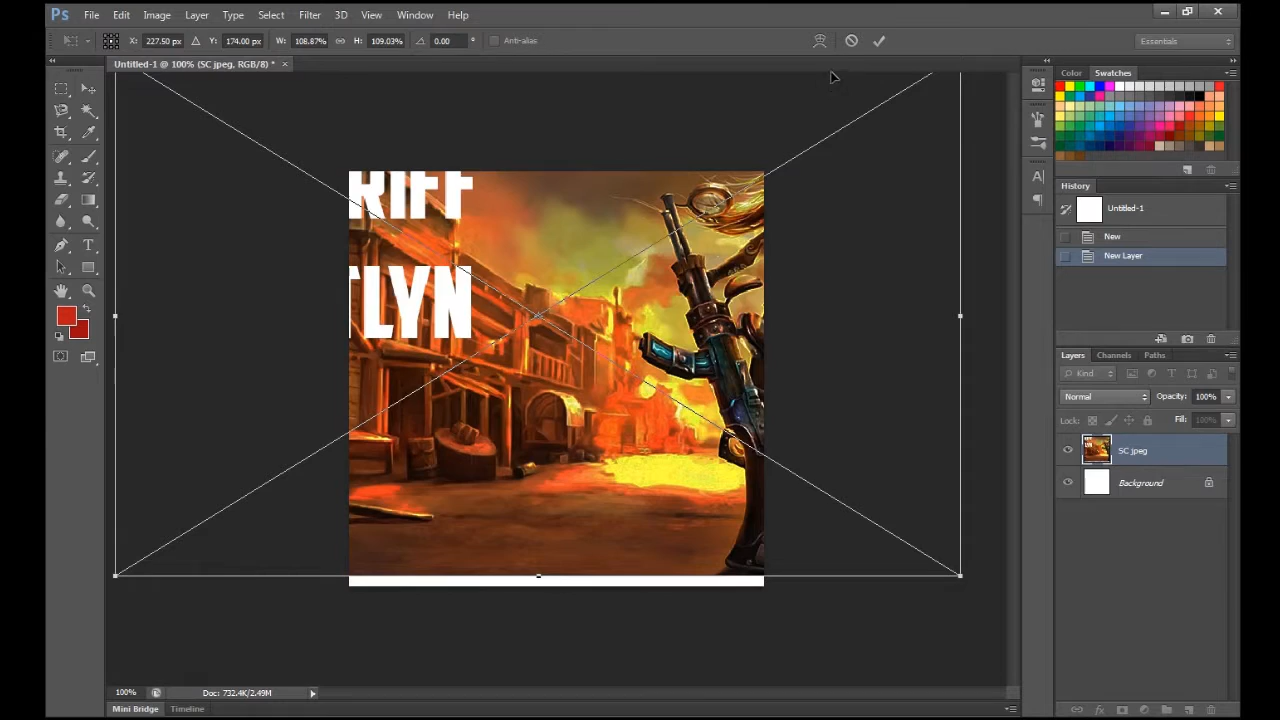 Ps File Edit Image Layer Type Select Filter 3D View Window Help
X: 227.50 px Y: 174.00 px W: 108.87% H: 109.03% 0.00 ° Anti-alias Essentials
Untitled-1 @ 100% (SC jpeg, RGB/8) * ×
Color Swatches
RIFF
TLYN
History
Untitled-1
New
New Layer
Layers Channels Paths
Kind
Normal Opacity: 100%
Lock: Fill: 100%
SC jpeg
Background
100% Doc: 732.4K/2.49M
Mini Bridge Timeline